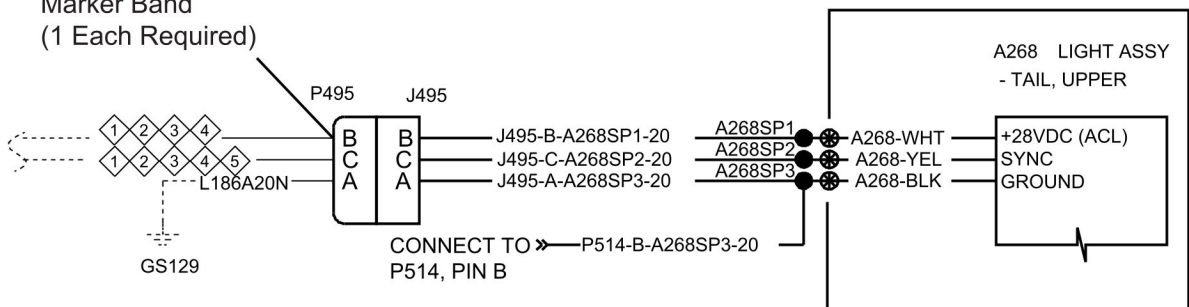 Marker Band
(1 Each Required)
A268 LIGHT ASSY
- TAIL, UPPER
P495 J495
1 2 3 4 B B J495-B-A268SP1-20 A268SP1 A268-WHT +28VDC (ACL)
1 2 3 4 5 C C J495-C-A268SP2-20 A268SP2 A268-YEL SYNC
L186A20N A A J495-A-A268SP3-20 A268SP3 A268-BLK GROUND
CONNECT TO P514-B-A268SP3-20
P514, PIN B
GS129